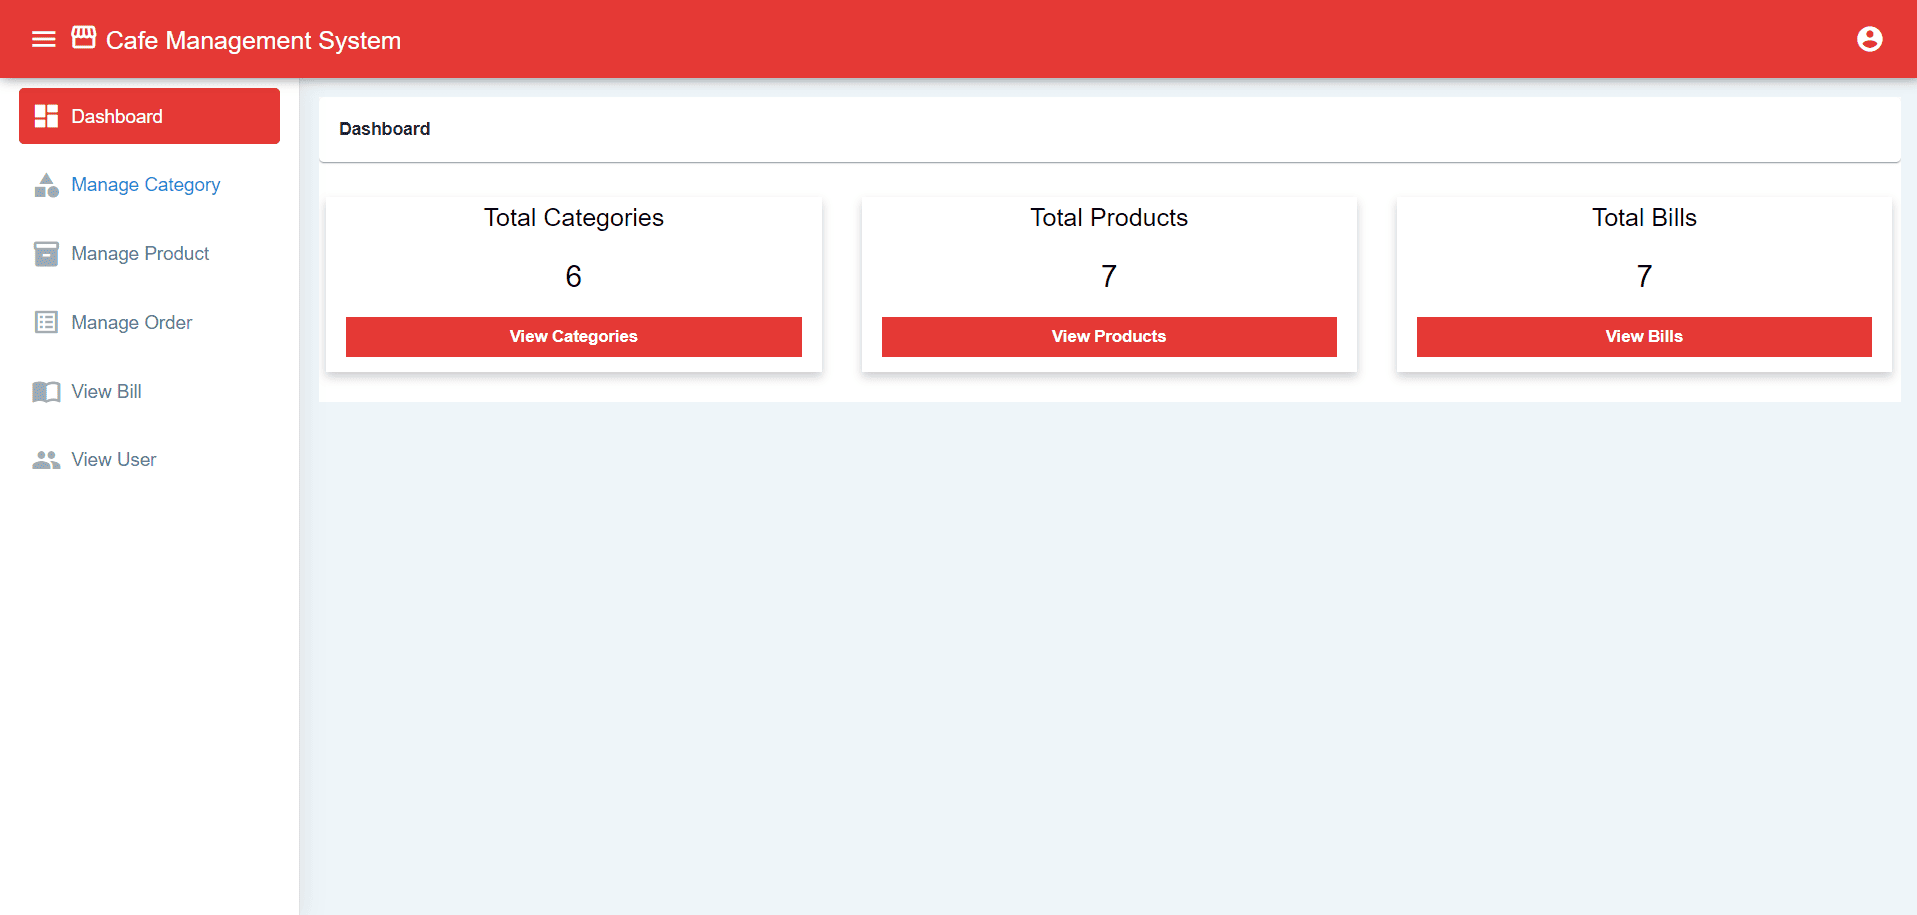 Cafe Management System
Dashboard
Manage Category
Manage Product
Manage Order
View Bill
View User
Dashboard
Total Categories
6
View Categories
Total Products
7
View Products
Total Bills
7
View Bills